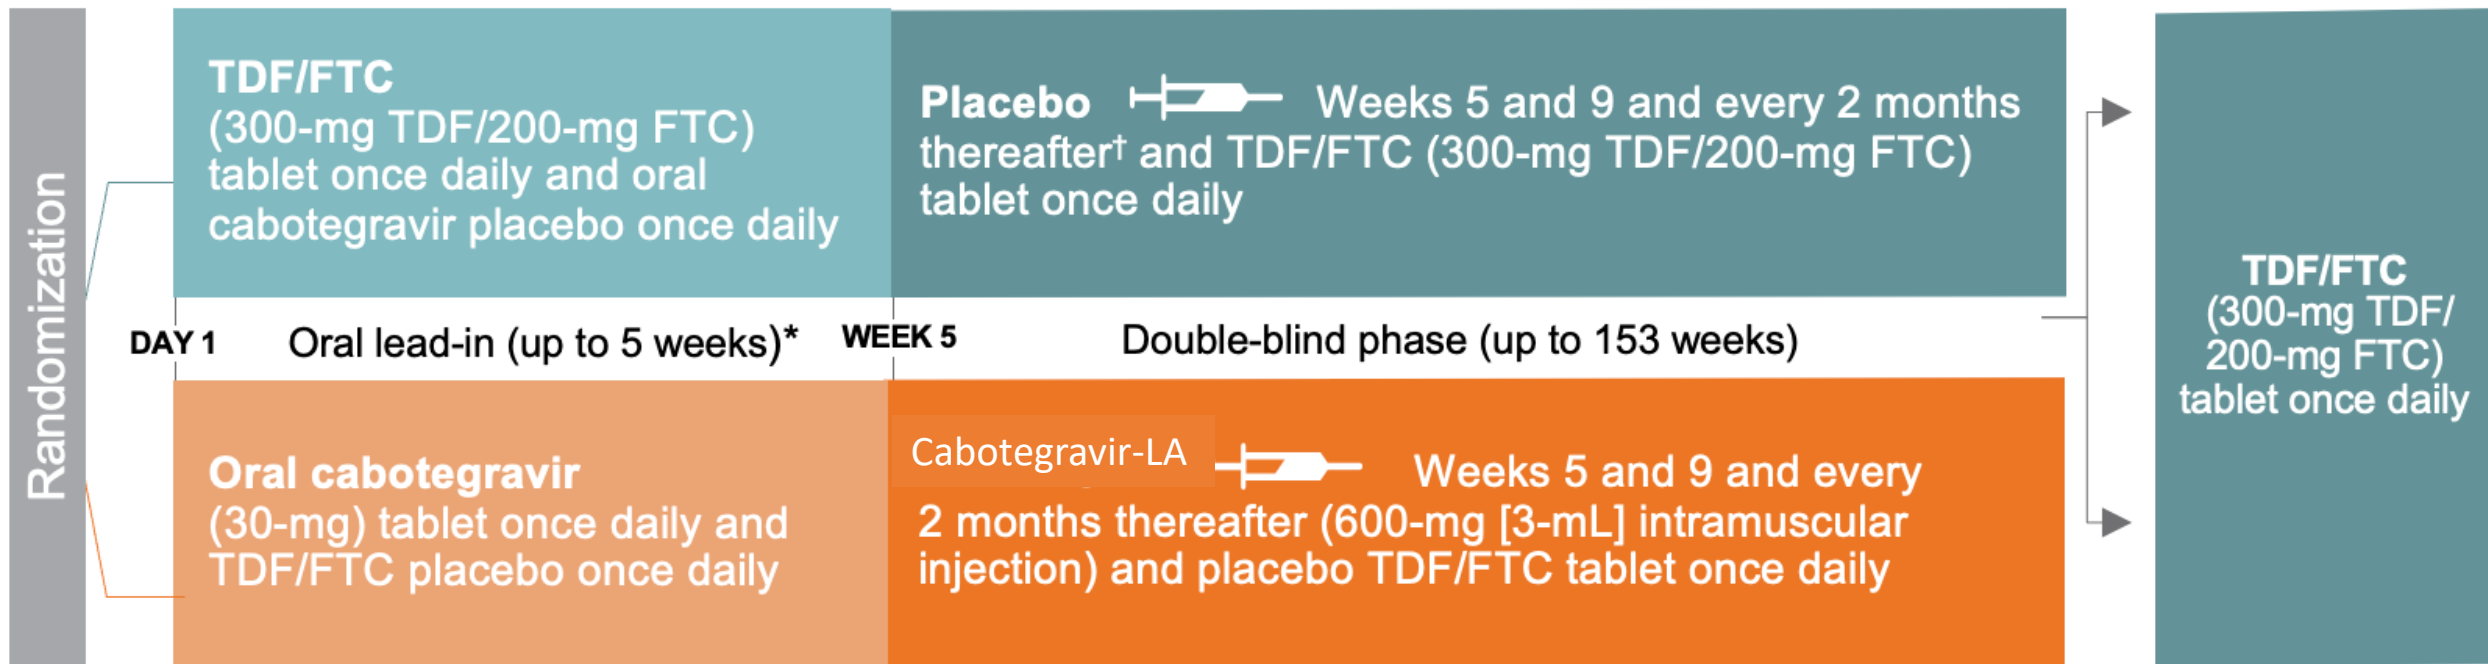 Randomization
TDF/FTC
(300-mg TDF/200-mg FTC)
tablet once daily and oral
cabotegravir placebo once daily
Placebo Weeks 5 and 9 and every 2 months
thereafter† and TDF/FTC (300-mg TDF/200-mg FTC)
tablet once daily
DAY 1 Oral lead-in (up to 5 weeks)* WEEK 5 Double-blind phase (up to 153 weeks)
Oral cabotegravir
(30-mg) tablet once daily and
TDF/FTC placebo once daily
Cabotegravir-LA Weeks 5 and 9 and every
2 months thereafter (600-mg [3-mL] intramuscular
injection) and placebo TDF/FTC tablet once daily
TDF/FTC
(300-mg TDF/
200-mg FTC)
tablet once daily